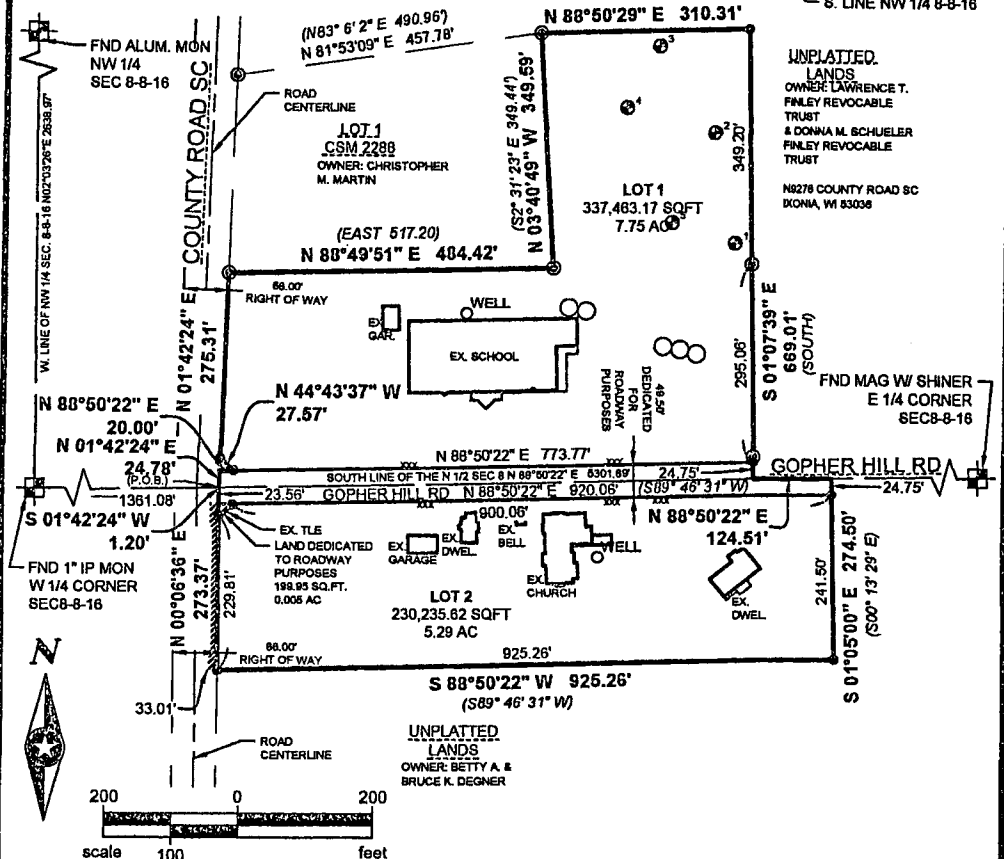 S. LINE NW 1/4 8-8-16
(N83° 6' 2" E 490.96')
N 81°53'09" E 457.78'
N 88°50'29" E 310.31'
FND ALUM. MON
NW 1/4
SEC 8-8-16
W. LINE OF NW 1/4 SEC. 8-8-16 N02°03'26"E 2638.97'
COUNTY ROAD SC
ROAD
CENTERLINE
LOT 1
CSM 2288
OWNER: CHRISTOPHER
M. MARTIN
(S2° 31' 23" E 349.44')
N 03°40'49" W 349.59'
3
4
2
349.20'
UNPLATTED
LANDS
OWNER: LAWRENCE T.
FINLEY REVOCABLE
TRUST
& DONNA M. SCHUELER
FINLEY REVOCABLE
TRUST
N9278 COUNTY ROAD SC
IXONIA, WI 53036
LOT 1
337,463.17 SQFT
7.75 AC
5
1
(EAST 517.20)
N 88°49'51" E 484.42'
66.00'
RIGHT OF WAY
N 01°42'24" E
275.31'
EX.
GAR.
WELL
EX. SCHOOL
49.50'
DEDICATED
FOR
ROADWAY
PURPOSES
295.06'
S 01°07'39" E
669.01'
(SOUTH)
FND MAG W/ SHINER
E 1/4 CORNER
SEC8-8-16
N 44°43'37" W
27.57'
N 88°50'22" E
20.00'
N 01°42'24" E
24.78'
(P.O.B.)
1361.08'
S 01°42'24" W
1.20'
N 88°50'22" E 773.77'
XXX
XXX
SOUTH LINE OF THE N 1/2 SEC 8 N 88°50'22" E 5301.69'
24.75'
GOPHER HILL RD
24.75'
23.56'
GOPHER HILL RD N 88°50'22" E 920.06'
(S89° 46' 31" W)
XXX
900.06'
XXX
N 88°50'22" E
124.51'
FND 1" IP MON
W 1/4 CORNER
SEC8-8-16
N 00°06'36" E
273.37'
229.81'
EX. TLE
LAND DEDICATED
TO ROADWAY
PURPOSES
198.95 SQ.FT.
0.005 AC
EX.
GARAGE
EX.
DWEL.
EX.
BELL
WELL
EX.
CHURCH
EX.
DWEL.
LOT 2
230,235.62 SQFT
5.29 AC
241.50'
S 01°05'00" E 274.50'
(S00° 13' 29" E)
66.00'
RIGHT OF WAY
925.26'
S 88°50'22" W 925.26'
(S89° 46' 31" W)
N
33.01'
ROAD
CENTERLINE
UNPLATTED
LANDS
OWNER: BETTY A. &
BRUCE K. DEGNER
200 0 200
scale 100 feet